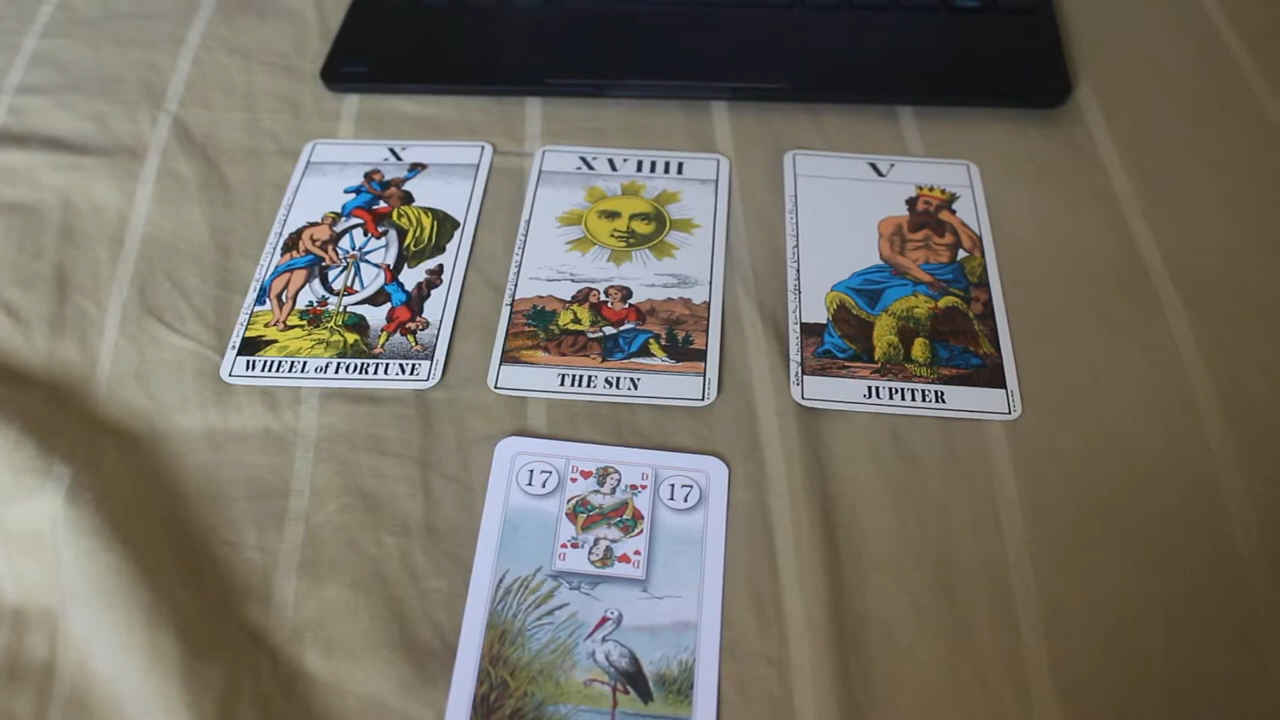 X
WHEEL of FORTUNE
XVIIII
THE SUN
V
JUPITER
17
D
D
17
D
D